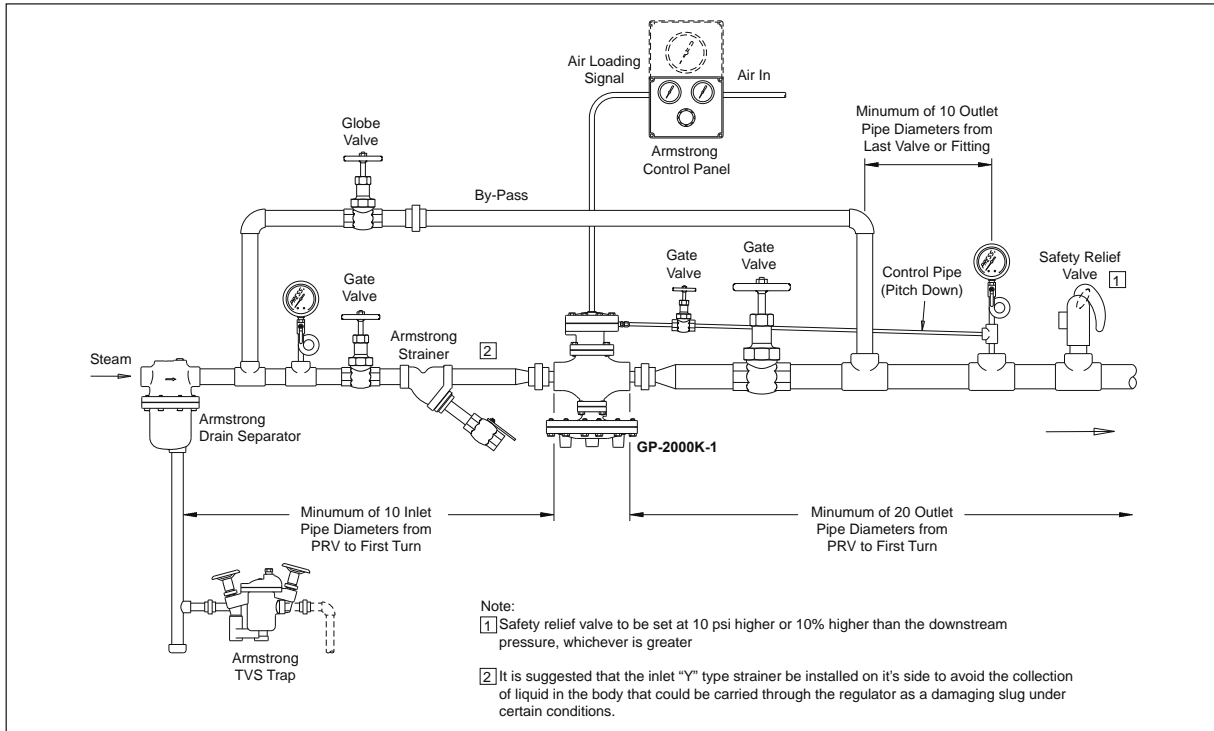 Air Loading
Signal
Air In
Minumum of 10 Outlet
Pipe Diameters from
Last Valve or Fitting
Globe
Valve
Armstrong
Control Panel
By-Pass
Gate
Valve
Gate
Valve
Gate
Valve
Control Pipe
(Pitch Down)
Safety Relief
Valve
1
PRESS
PRESS
Steam
Armstrong
Strainer
2
Armstrong
Drain Separator
GP-2000K-1
Minumum of 10 Inlet
Pipe Diameters from
PRV to First Turn
Minumum of 20 Outlet
Pipe Diameters from
PRV to First Turn
Armstrong
TVS Trap
Note:
1 Safety relief valve to be set at 10 psi higher or 10% higher than the downstream
pressure, whichever is greater
2 It is suggested that the inlet “Y” type strainer be installed on it's side to avoid the collection
of liquid in the body that could be carried through the regulator as a damaging slug under
certain conditions.